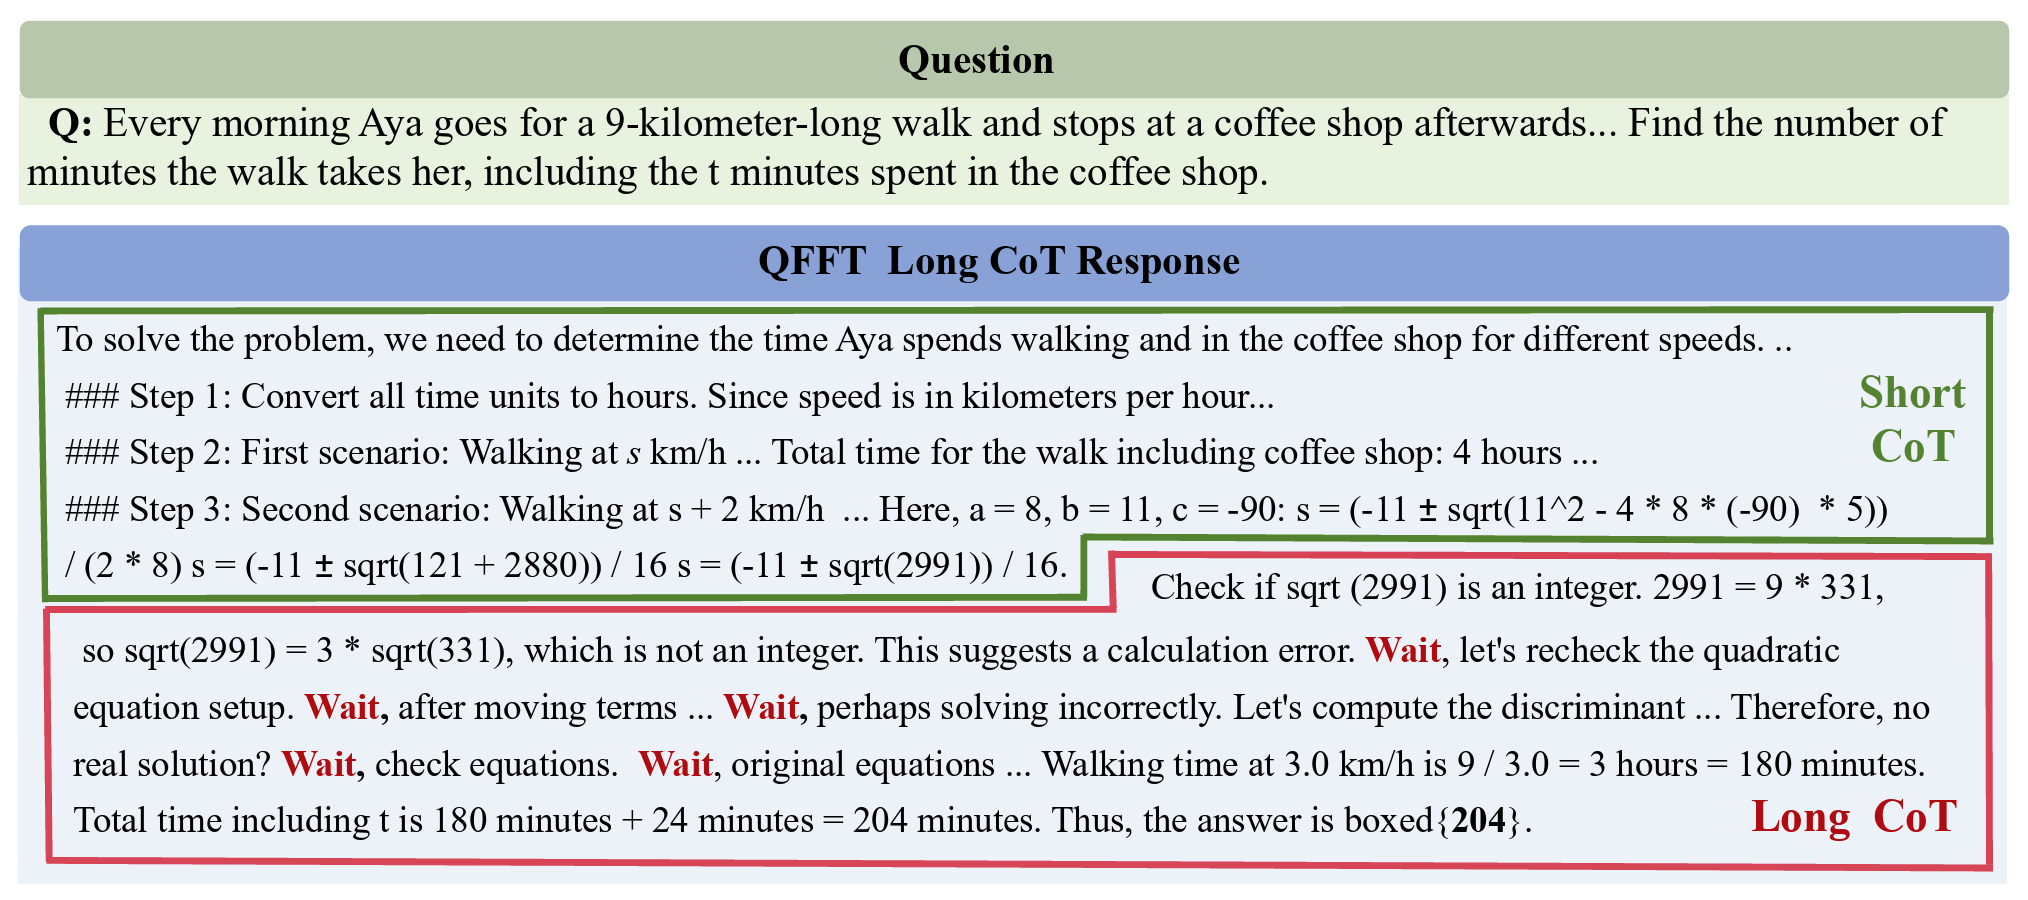 Question
Q: Every morning Aya goes for a 9-kilometer-long walk and stops at a coffee shop afterwards... Find the number of
minutes the walk takes her, including the t minutes spent in the coffee shop.
QFFT Long CoT Response
To solve the problem, we need to determine the time Aya spends walking and in the coffee shop for different speeds. ..
### Step 1: Convert all time units to hours. Since speed is in kilometers per hour...
Short
### Step 2: First scenario: Walking at s km/h ... Total time for the walk including coffee shop: 4 hours ...
CoT
### Step 3: Second scenario: Walking at s + 2 km/h ... Here, a = 8, b = 11, c = -90: s = (-11 ± sqrt(11^2 - 4 * 8 * (-90) * 5))
/ (2 * 8) s = (-11 ± sqrt(121 + 2880)) / 16 s = (-11 ± sqrt(2991)) / 16.
Check if sqrt (2991) is an integer. 2991 = 9 * 331,
so sqrt(2991) = 3 * sqrt(331), which is not an integer. This suggests a calculation error. Wait, let's recheck the quadratic
equation setup. Wait, after moving terms ... Wait, perhaps solving incorrectly. Let's compute the discriminant ... Therefore, no
real solution? Wait, check equations. Wait, original equations ... Walking time at 3.0 km/h is 9 / 3.0 = 3 hours = 180 minutes.
Total time including t is 180 minutes + 24 minutes = 204 minutes. Thus, the answer is boxed{204}.
Long CoT